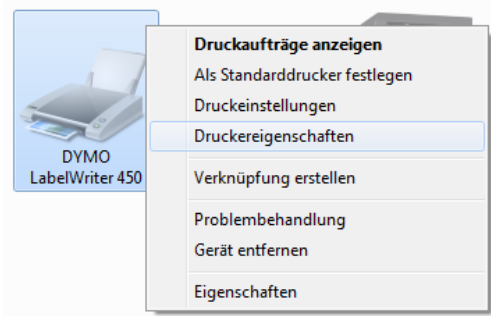 Druckaufträge anzeigen
Als Standarddrucker festlegen
Druckeinstellungen
Druckereigenschaften
DYMO
LabelWriter 450
Verknüpfung erstellen
Problembehandlung
Gerät entfernen
Eigenschaften